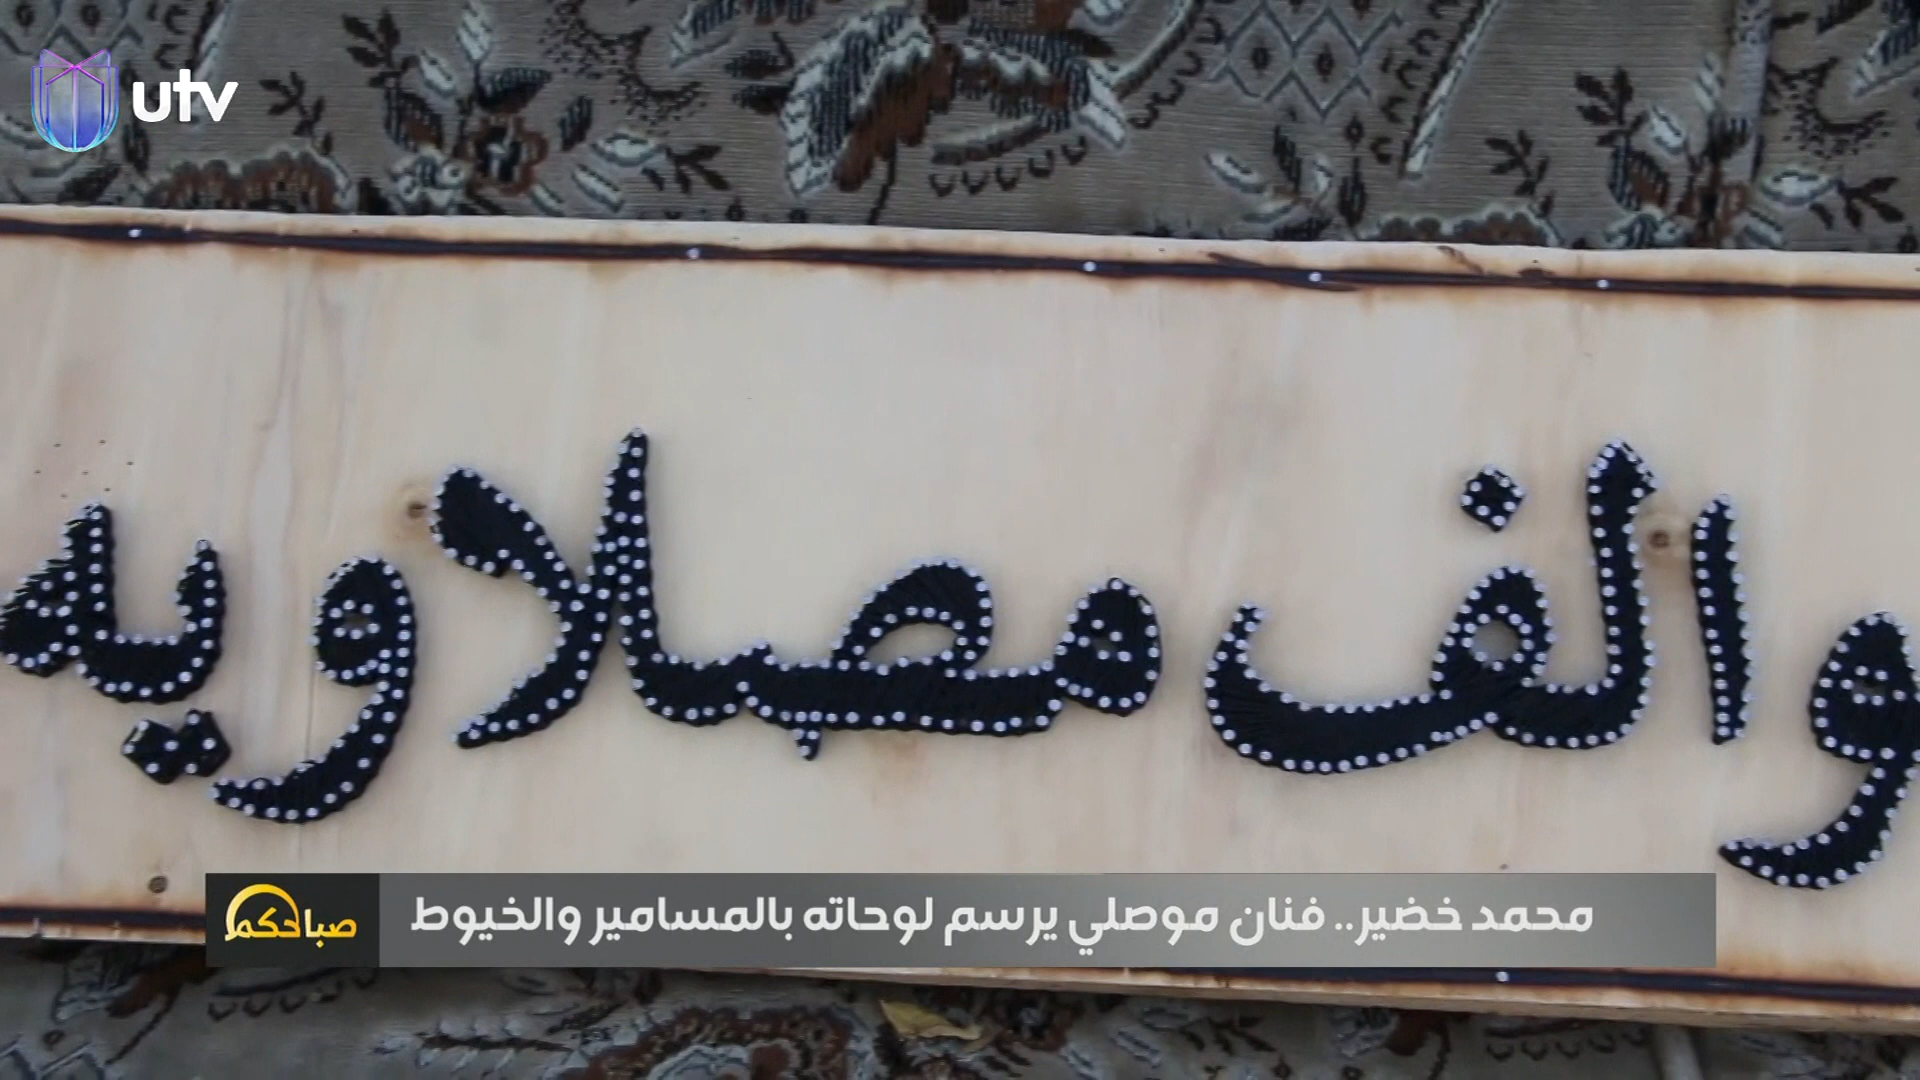 utv
والف مصلاويه
محمد خضير.. فنان موصلي يرسم لوحاته بالمسامير والخيوط
صباحكم